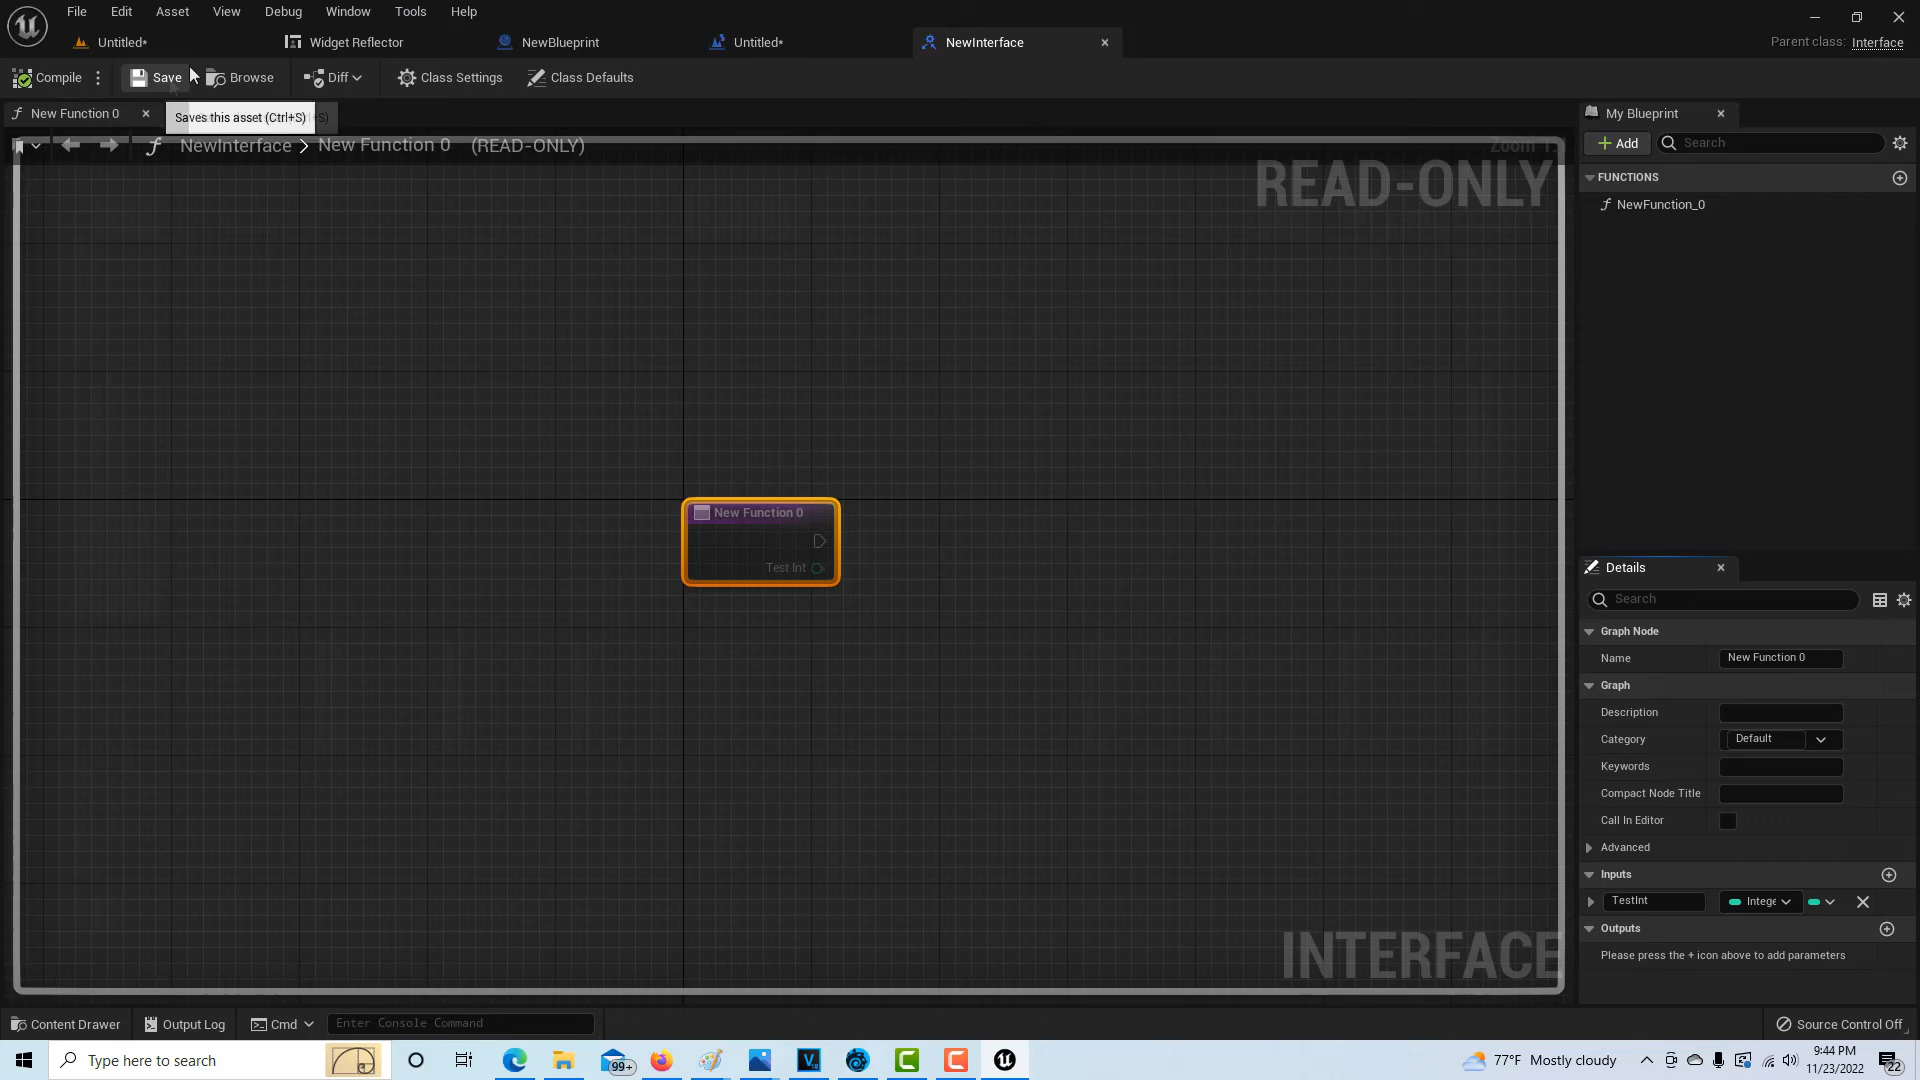 File Edit Asset View Debug Window Tools Help
Untitled* Widget Reflector NewBlueprint Untitled* NewInterface
Parent class: Interface
Compile Save Browse Diff Class Settings Class Defaults
New Function 0
Saves this asset (Ctrl+S)
NewInterface > New Function 0 (READ-ONLY)
READ-ONLY
New Function 0
Test Int
INTERFACE
My Blueprint
+ Add Search
FUNCTIONS
NewFunction_0
Details
Search
Graph Node
Name New Function 0
Graph
Description
Category Default
Keywords
Compact Node Title
Call In Editor
Advanced
Inputs
TestInt Intege
Outputs
Please press the + icon above to add parameters
Content Drawer Output Log Cmd Enter Console Command Source Control Off
Type here to search 99+ 77°F Mostly cloudy 9:44 PM
11/23/2022 22